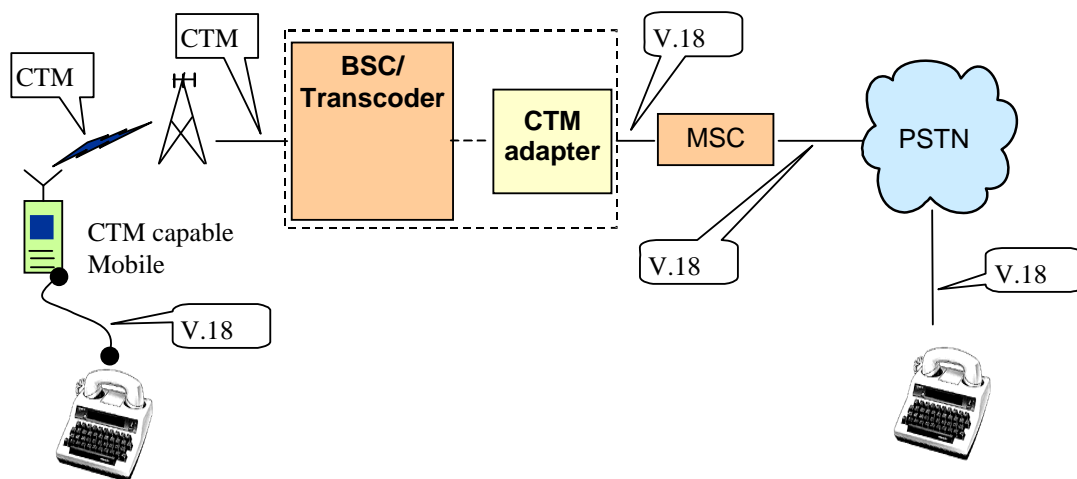 CTM
CTM
BSC/
Transcoder
CTM
adapter
V.18
MSC
PSTN
V.18
CTM capable
Mobile
V.18
V.18